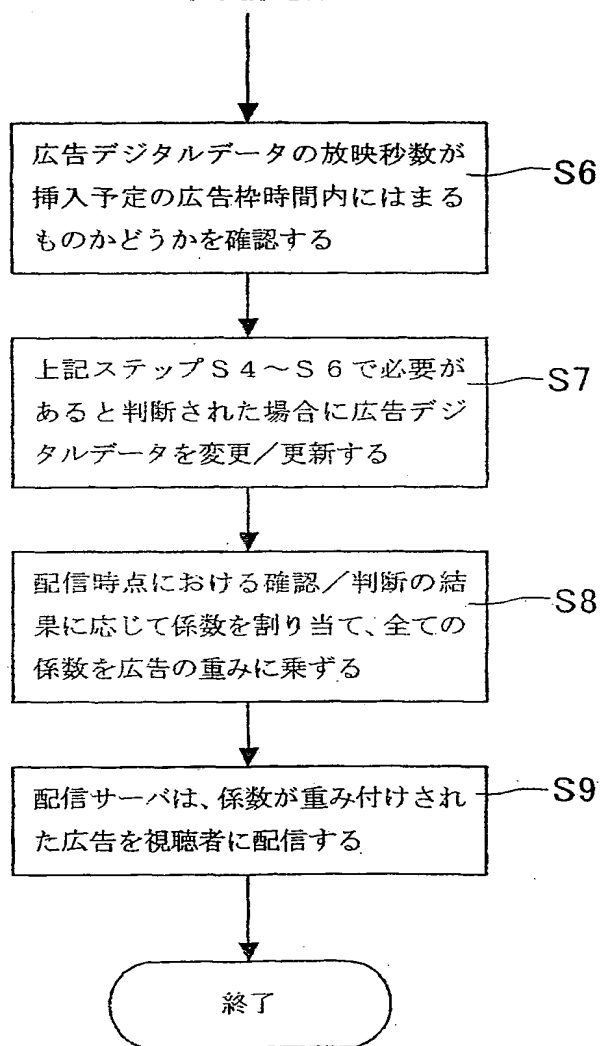 広告デジタルデータの放映秒数が
挿入予定の広告枠時間内にはまる
ものかどうかを確認する
S6
上記ステップS4~S6で必要が
あると判断された場合に広告デジ
タルデータを変更/更新する
S7
配信時点における確認/判断の結
果に応じて係数を割り当て、全ての
係数を広告の重みに乗ずる
S8
配信サーバは、係数が重み付けされ
た広告を視聴者に配信する
S9
終了